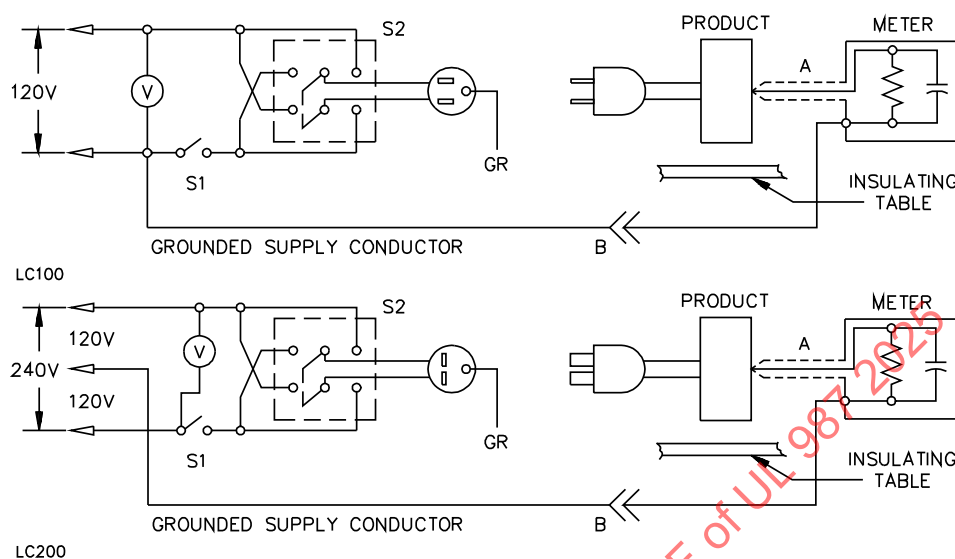 S2
PRODUCT
METER
A
120V
V
GR
S1
INSULATING
TABLE
GROUNDED SUPPLY CONDUCTOR
B
LC100
S2
PRODUCT
METER
120V
V
A
240V
120V
GR
S1
INSULATING
TABLE
GROUNDED SUPPLY CONDUCTOR
B
LC200
F of UL 987 2025